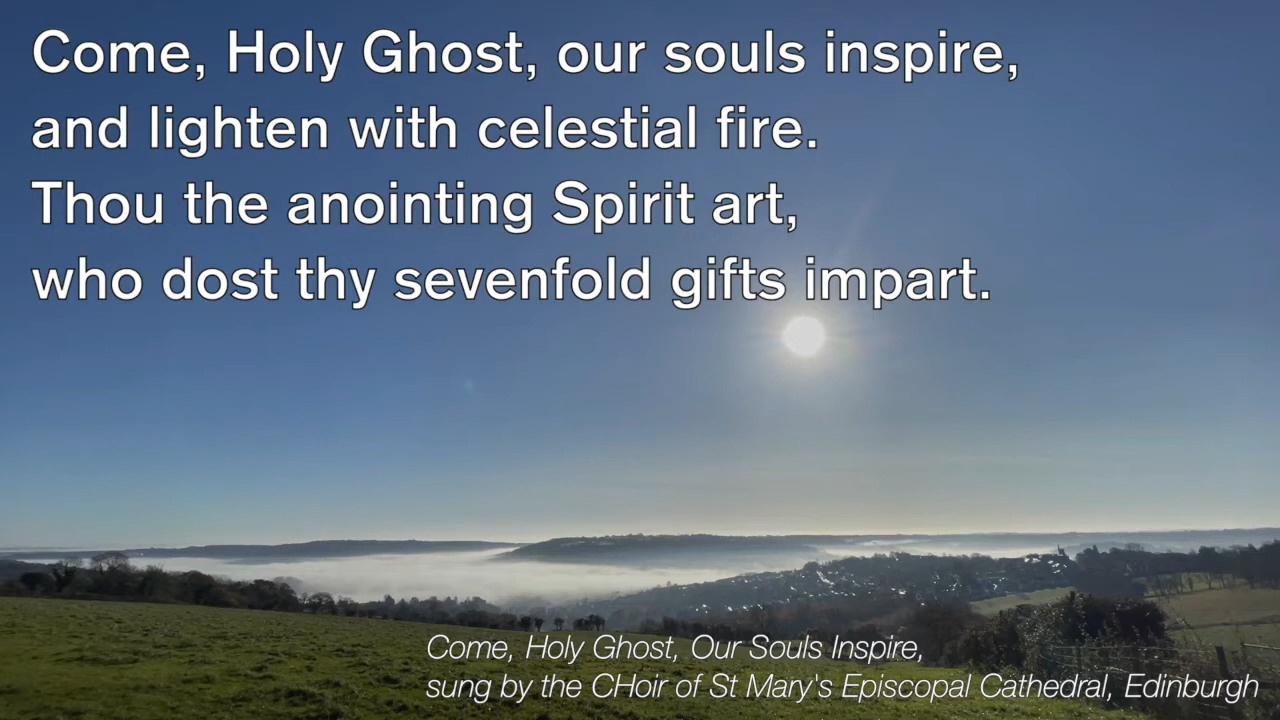 Come, Holy Ghost, our souls inspire,
and lighten with celestial fire.
Thou the anointing Spirit art,
who dost thy sevenfold gifts impart.
Come, Holy Ghost, Our Souls Inspire,
sung by the CHoir of St Mary's Episcopal Cathedral, Edinburgh